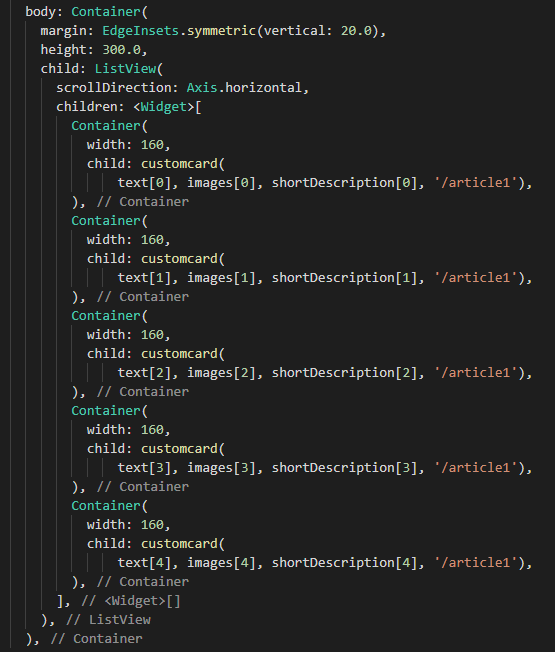 body: Container(
margin: EdgeInsets.symmetric(vertical: 20.0),
height: 300.0,
child: ListView(
scrollDirection: Axis.horizontal,
children: <Widget>[
Container(
width: 160,
child: customcard(
text[0], images[0], shortDescription[0], '/article1'),
), // Container
Container(
width: 160,
child: customcard(
text[1], images[1], shortDescription[1], '/article1'),
), // Container
Container(
width: 160,
child: customcard(
text[2], images[2], shortDescription[2], '/article1'),
), // Container
Container(
width: 160,
child: customcard(
text[3], images[3], shortDescription[3], '/article1'),
), // Container
Container(
width: 160,
child: customcard(
text[4], images[4], shortDescription[4], '/article1'),
), // Container
], // <Widget>[]
), // ListView
), // Container